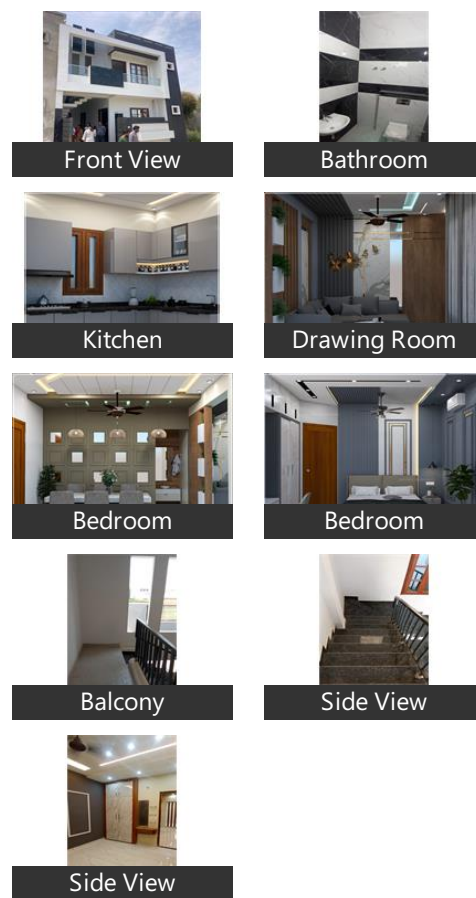 Front View
Bathroom
Kitchen
Drawing Room
Bedroom
Bedroom
Balcony
Side View
Side View